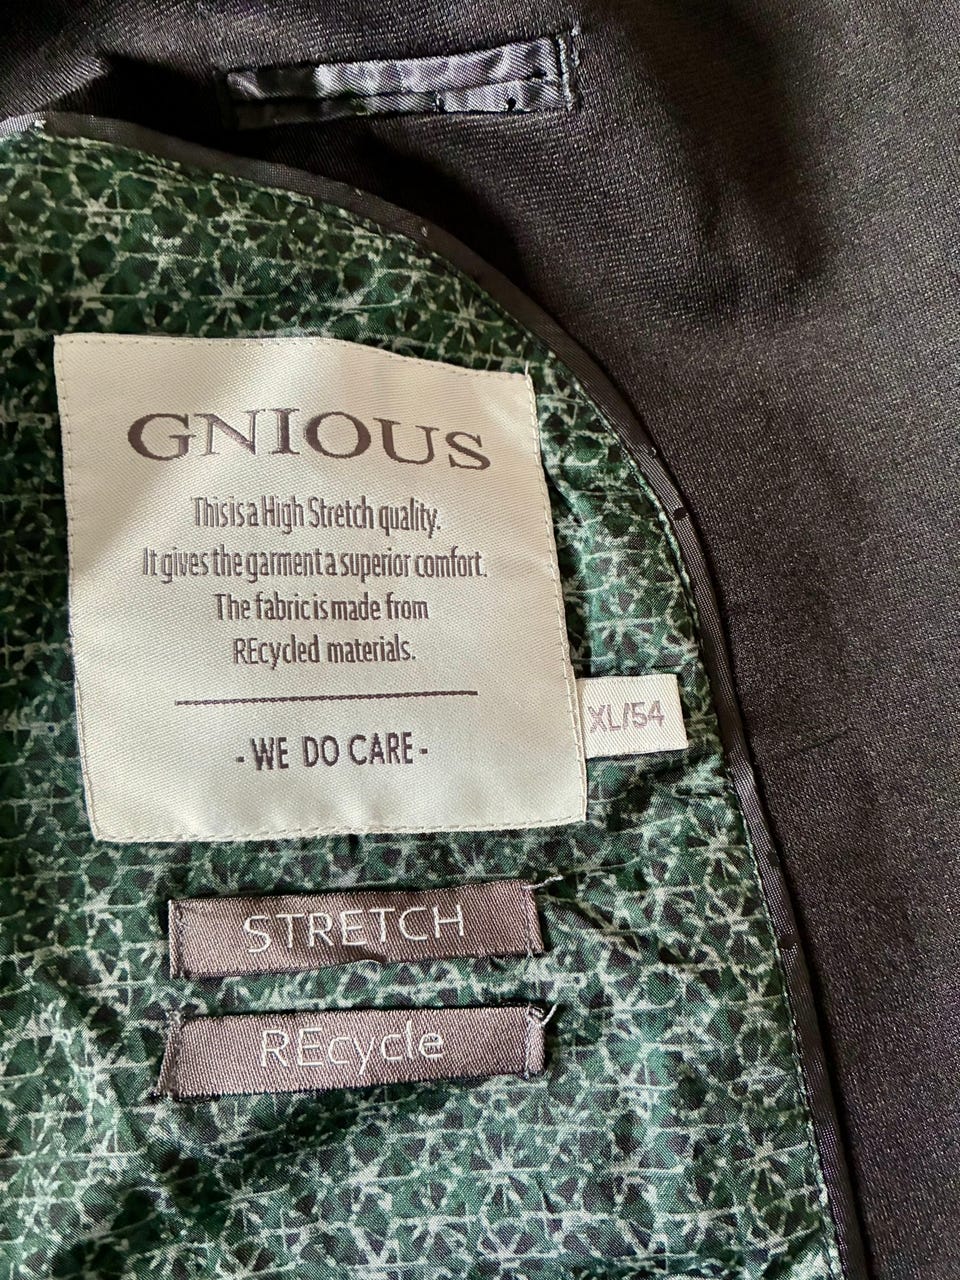 GNIOUS
This is a High Stretch quality.
It gives the garment a superior comfort.
The fabric is made from
REcycled materials.
- WE DO CARE -
XL/54
STRETCH
REcycle